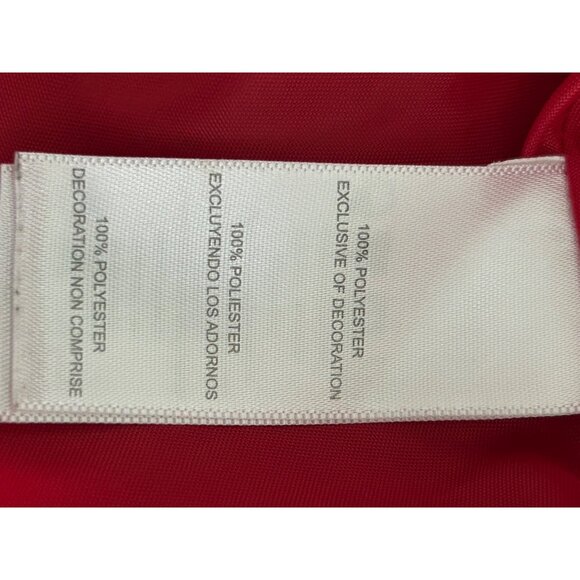 100% POLYESTER
EXCLUSIVE OF DECORATION
100% POLIESTER
EXCLUYENDO LOS ADORNOS
100% POLYESTER
DECORATION NON COMPRISE